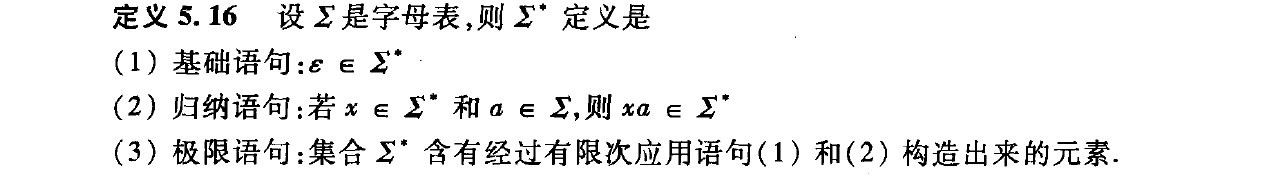 定义 5.16 设 Σ 是字母表,则 Σ* 定义是
(1) 基础语句:ε ∈ Σ*
(2) 归纳语句:若 x ∈ Σ* 和 a ∈ Σ,则 xa ∈ Σ*
(3) 极限语句:集合 Σ* 含有经过有限次应用语句(1) 和(2) 构造出来的元素.